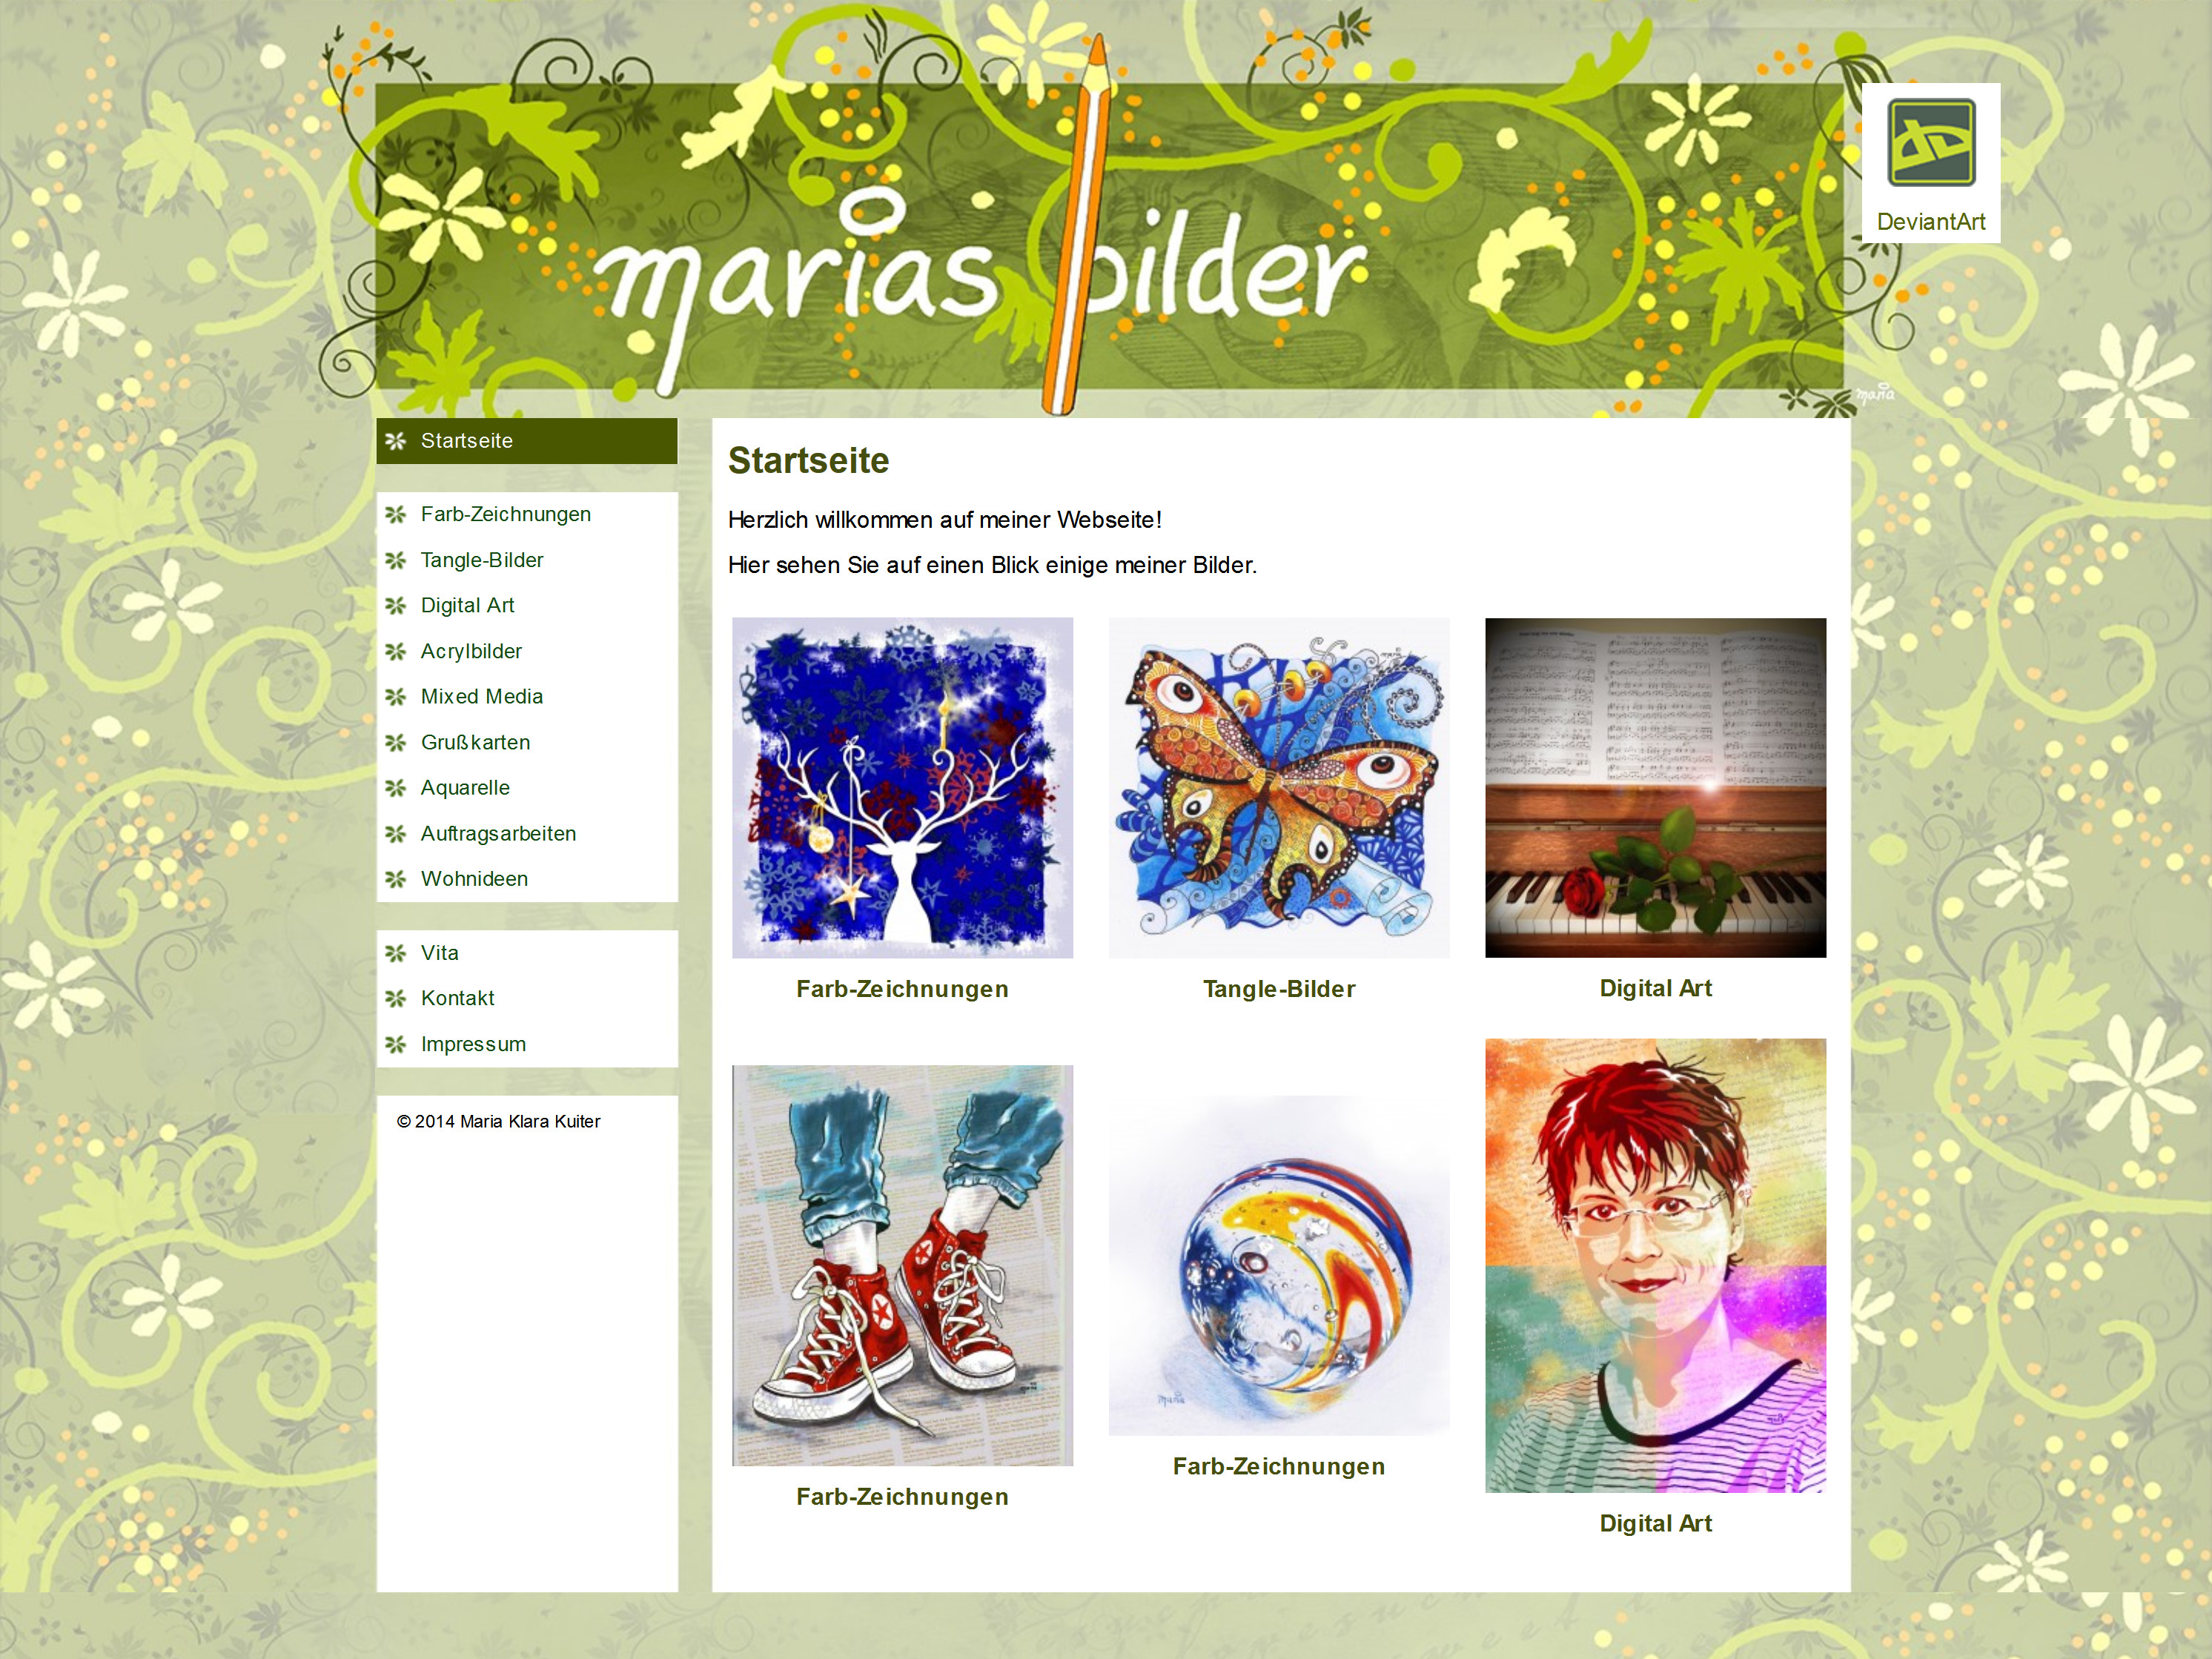 marias bilder
DeviantArt
maria
Startseite
Farb-Zeichnungen
Tangle-Bilder
Digital Art
Acrylbilder
Mixed Media
Grußkarten
Aquarelle
Auftragsarbeiten
Wohnideen
Vita
Kontakt
Impressum
© 2014 Maria Klara Kuiter
Startseite
Herzlich willkommen auf meiner Webseite!
Hier sehen Sie auf einen Blick einige meiner Bilder.
Farb-Zeichnungen
Tangle-Bilder
Digital Art
Farb-Zeichnungen
maria
Farb-Zeichnungen
Digital Art